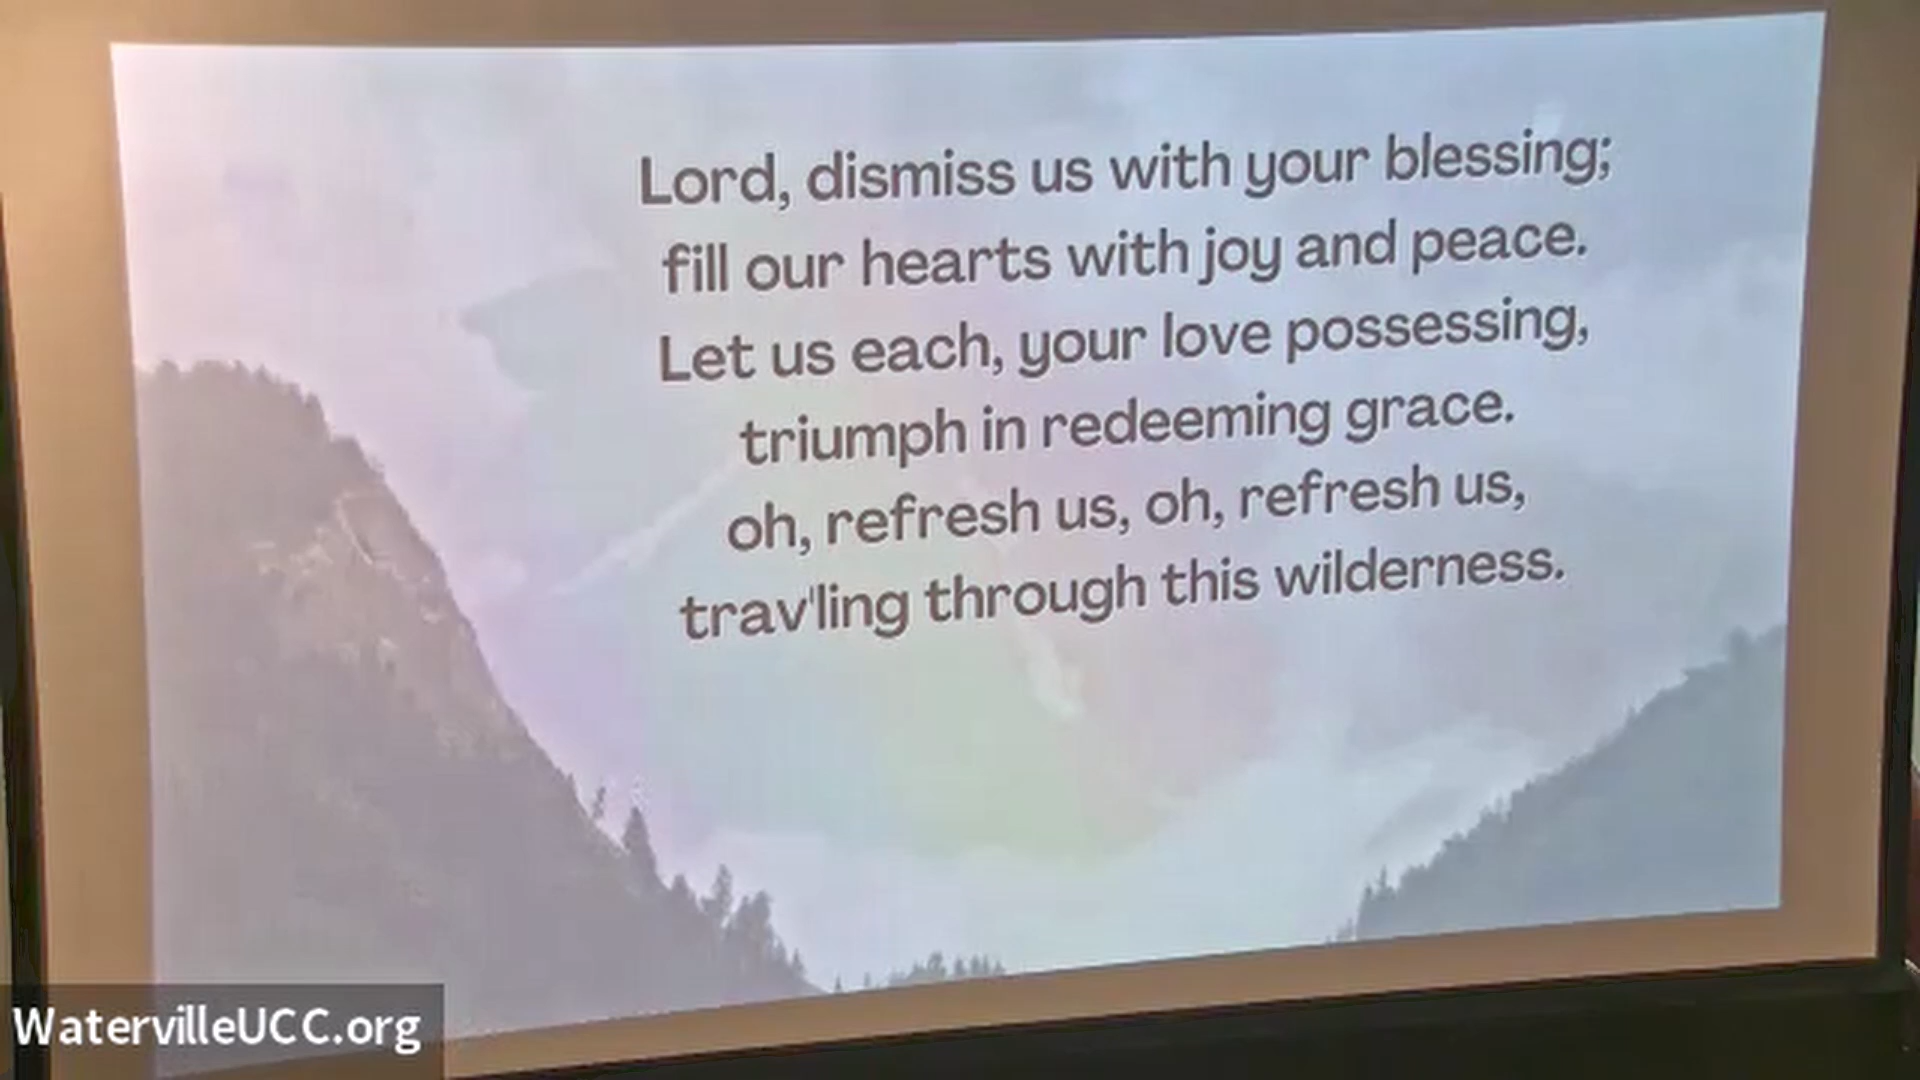 Lord, dismiss us with your blessing;
fill our hearts with joy and peace.
Let us each, your love possessing,
triumph in redeeming grace.
oh, refresh us, oh, refresh us,
trav'ling through this wilderness.
WatervilleUCC.org